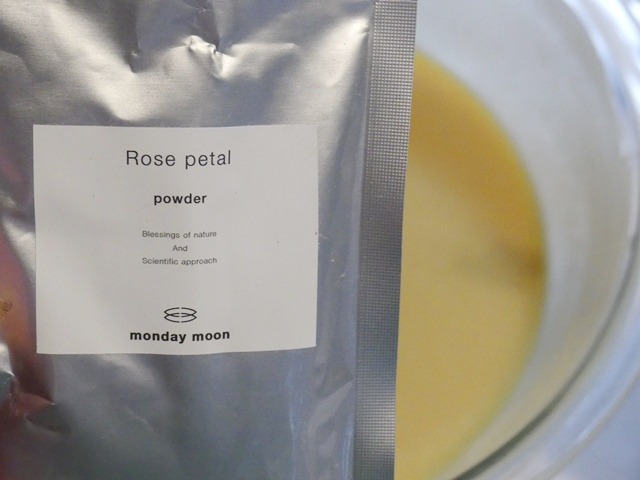 Rose petal
powder
Blessings of nature
And
Scientific approach
monday moon